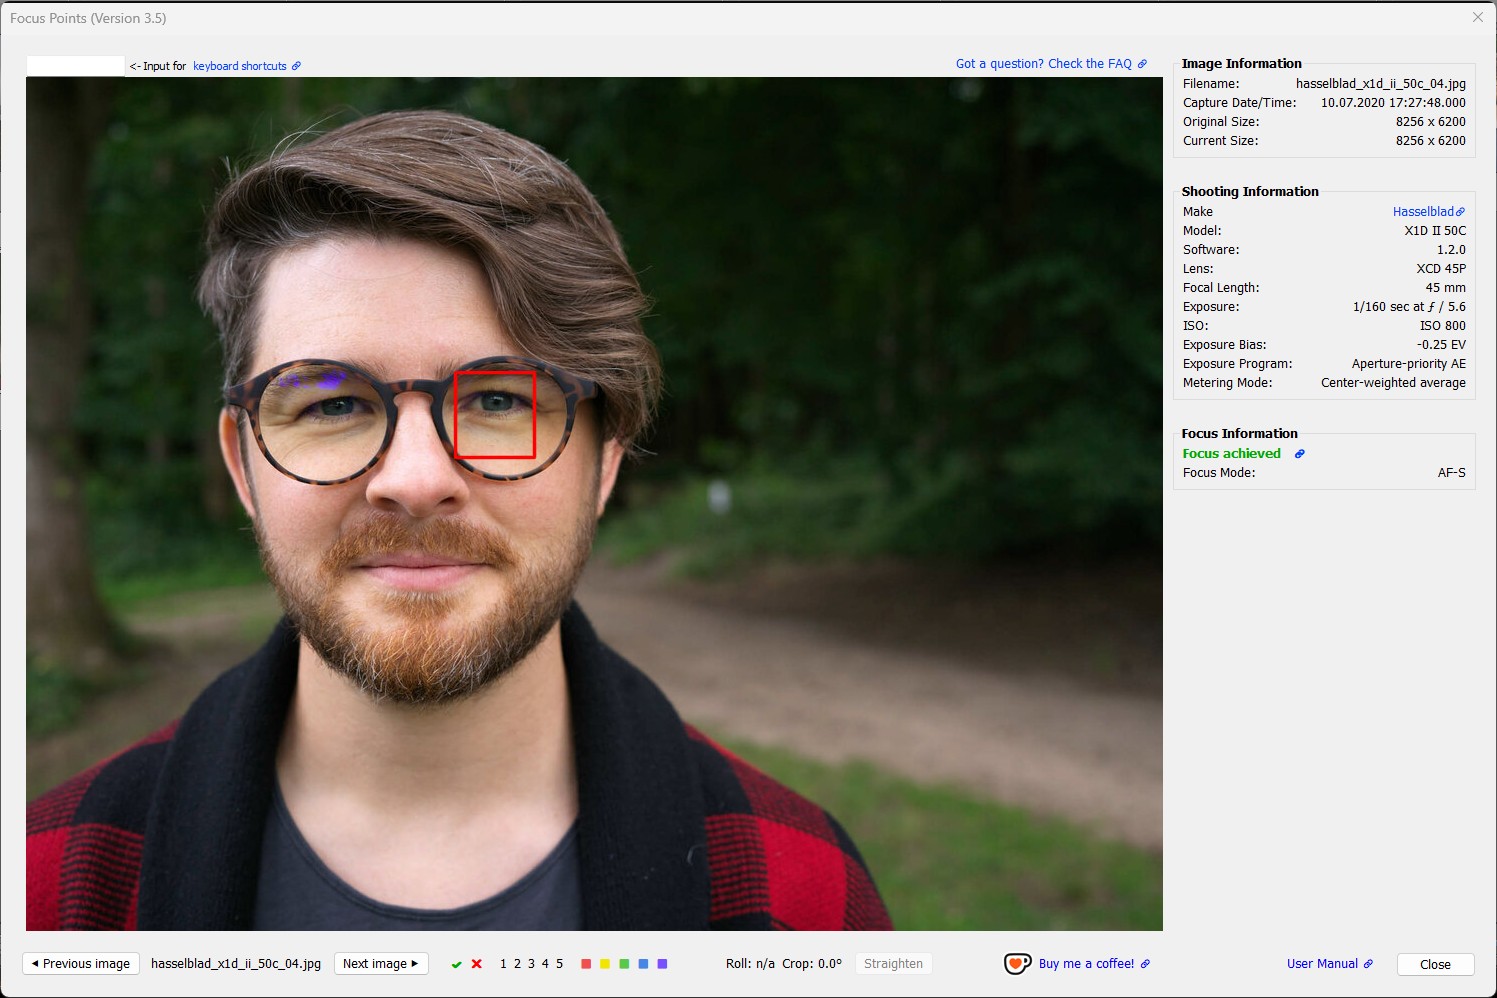 Focus Points (Version 3.5)
<- Input for keyboard shortcuts
Got a question? Check the FAQ
Image Information
Filename: hasselblad_x1d_ii_50c_04.jpg
Capture Date/Time: 10.07.2020 17:27:48.000
Original Size: 8256 x 6200
Current Size: 8256 x 6200
Shooting Information
Make Hasselblad
Model: X1D II 50C
Software: 1.2.0
Lens: XCD 45P
Focal Length: 45 mm
Exposure: 1/160 sec at ƒ / 5.6
ISO: ISO 800
Exposure Bias: -0.25 EV
Exposure Program: Aperture-priority AE
Metering Mode: Center-weighted average
Focus Information
Focus achieved
Focus Mode: AF-S
Previous image hasselblad_x1d_ii_50c_04.jpg Next image 1 2 3 4 5 Roll: n/a Crop: 0.0º Straighten Buy me a coffee! User Manual Close